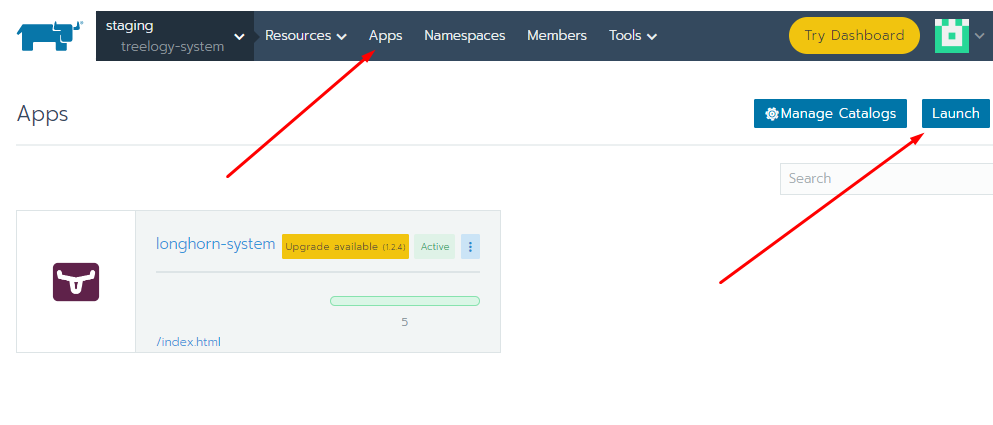 staging
treelogy-system
Resources Apps Namespaces Members Tools Try Dashboard
Apps
Manage Catalogs Launch
Search
longhorn-system Upgrade available (1.2.4) Active
5
/index.html